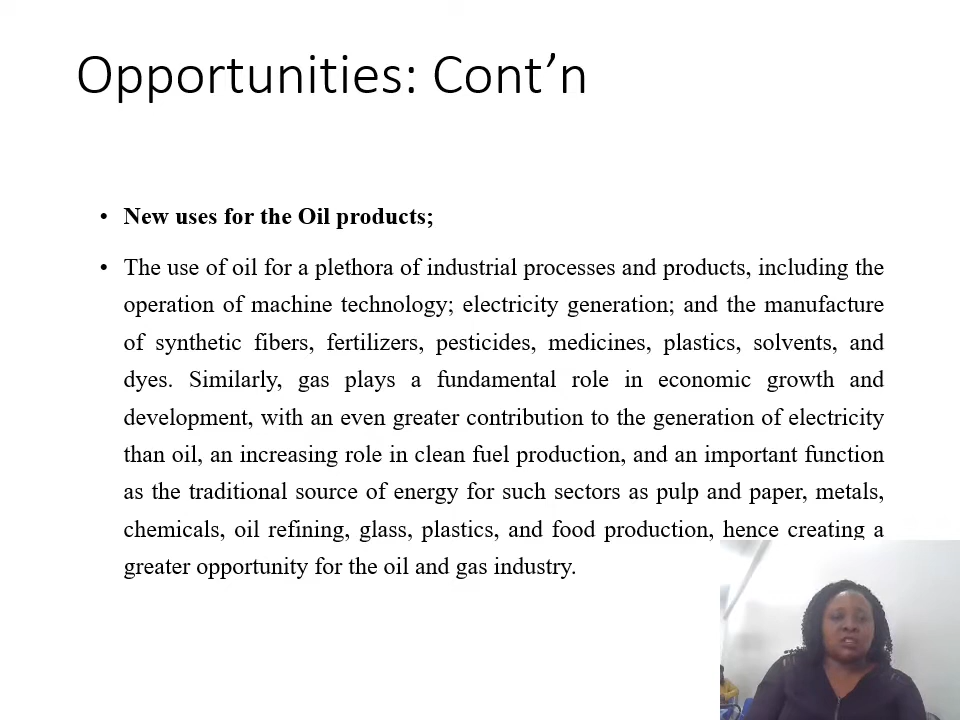 Opportunities: Cont’n
• New uses for the Oil products;
• The use of oil for a plethora of industrial processes and products, including the
operation of machine technology; electricity generation; and the manufacture
of synthetic fibers, fertilizers, pesticides, medicines, plastics, solvents, and
dyes. Similarly, gas plays a fundamental role in economic growth and
development, with an even greater contribution to the generation of electricity
than oil, an increasing role in clean fuel production, and an important function
as the traditional source of energy for such sectors as pulp and paper, metals,
chemicals, oil refining, glass, plastics, and food production, hence creating a
greater opportunity for the oil and gas industry.